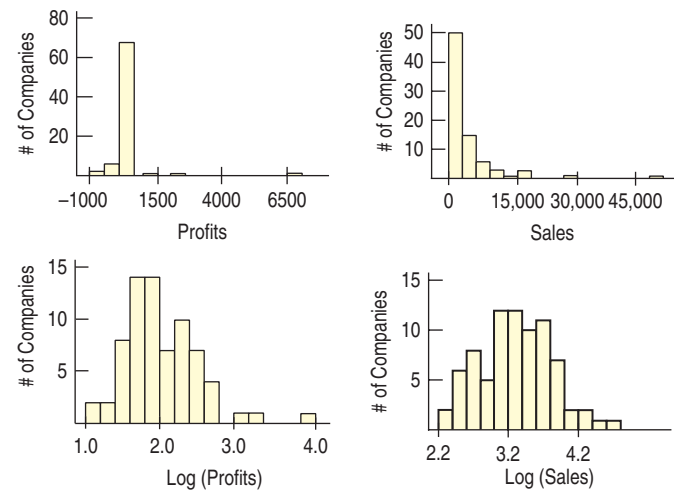 # of Companies
80
60
40
20
–1000 1500 4000 6500
Profits
# of Companies
50
40
30
20
10
0 15,000 30,000 45,000
Sales
# of Companies
15
10
5
1.0 2.0 3.0 4.0
Log (Profits)
# of Companies
15
10
5
2.2 3.2 4.2
Log (Sales)